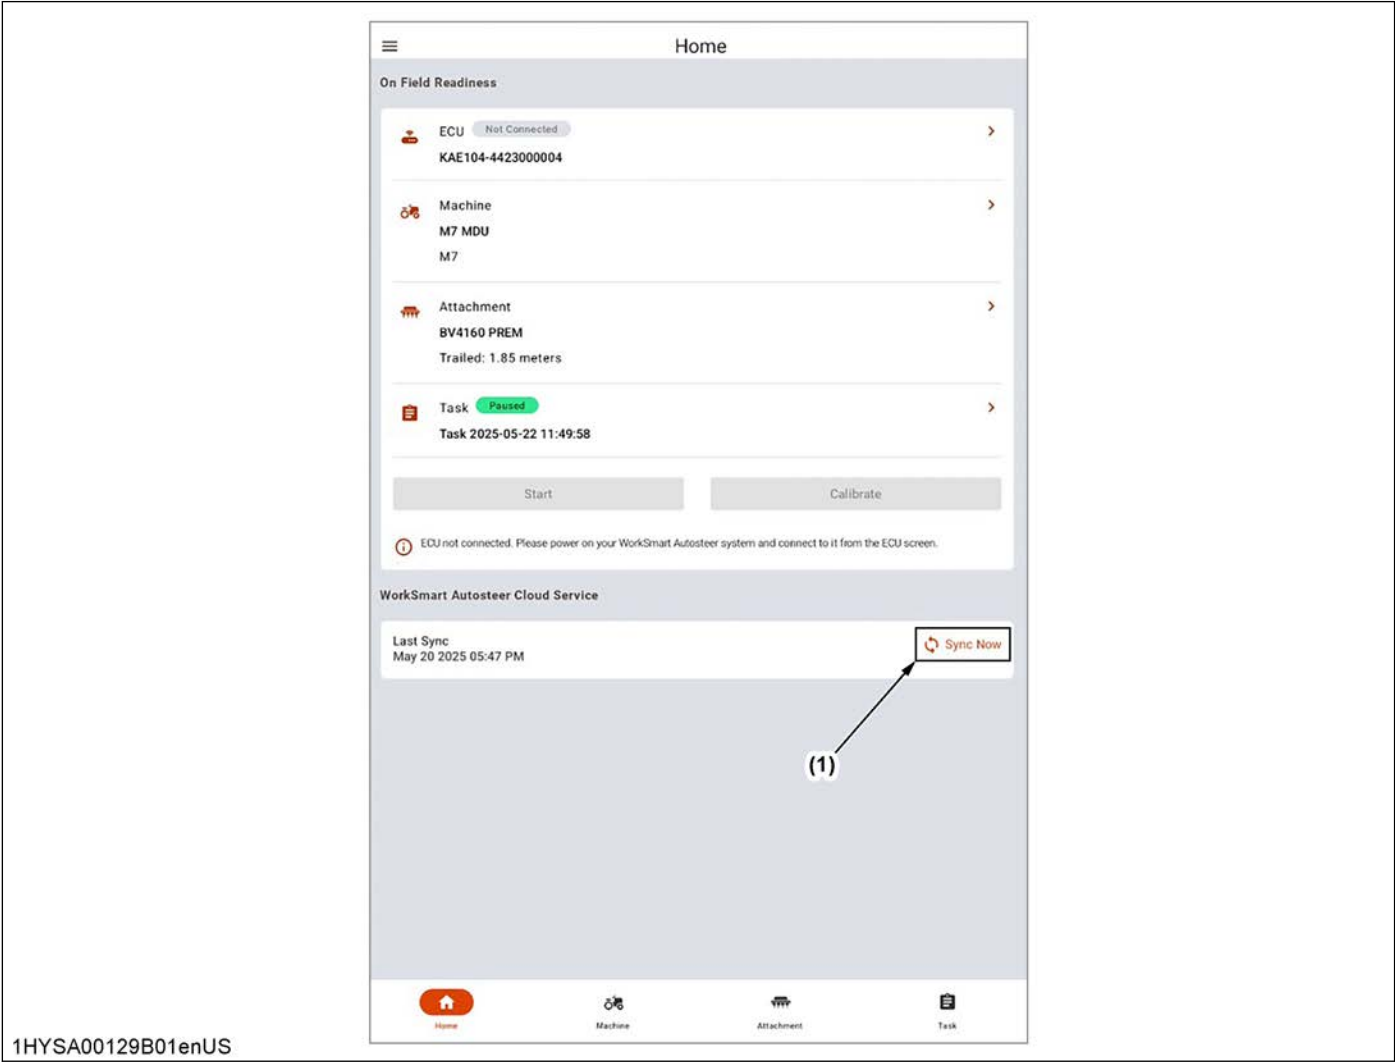 Home
On Field Readiness
ECU Not Connected
KAE104-4423000004
Machine
M7 MDU
M7
Attachment
BV4160 PREM
Trailed: 1.85 meters
Task Paused
Task 2025-05-22 11:49:58
Start Calibrate
ECU not connected. Please power on your WorkSmart Autosteer system and connect to it from the ECU screen.
WorkSmart Autosteer Cloud Service
Last Sync
May 20 2025 05:47 PM
Sync Now
(1)
Home Machine Attachment Task
1HYSA00129B01enUS